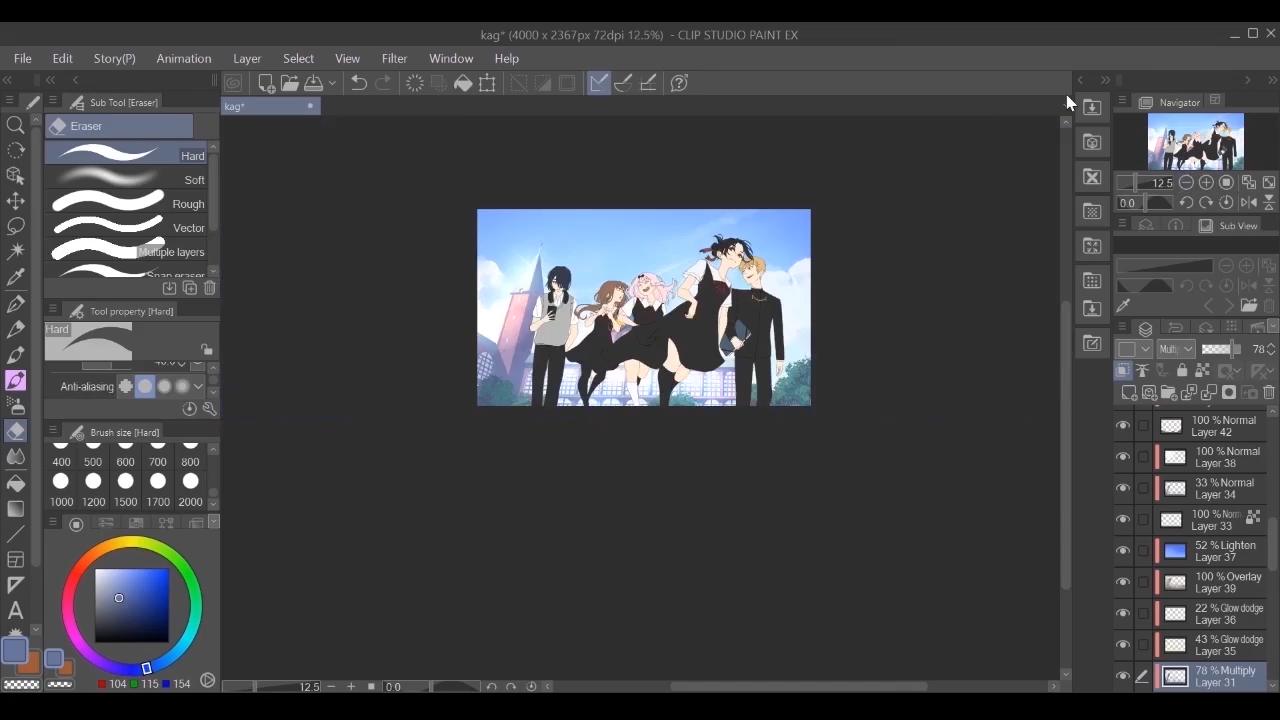 kag* (4000 x 2367px 72dpi 12.5%) - CLIP STUDIO PAINT EX
File Edit Story(P) Animation Layer Select View Filter Window Help
Sub Tool [Eraser]
kag*
Navigator
Eraser
Hard
Soft
Rough
Vector
Multiple layers
Snap eraser
12.5
0.0
Sub View
Tool property [Hard]
Hard
Anti-aliasing
Multi 78
Brush size [Hard]
400 500 600 700 800
1000 1200 1500 1700 2000
100 % Normal
Layer 42
100 % Normal
Layer 38
33 % Normal
Layer 34
100 % Norm
Layer 33
52 % Lighten
Layer 37
100 % Overlay
Layer 39
22 % Glow dodge
Layer 36
43 % Glow dodge
Layer 35
78 % Multiply
Layer 31
A
104 115 154
12.5 0.0